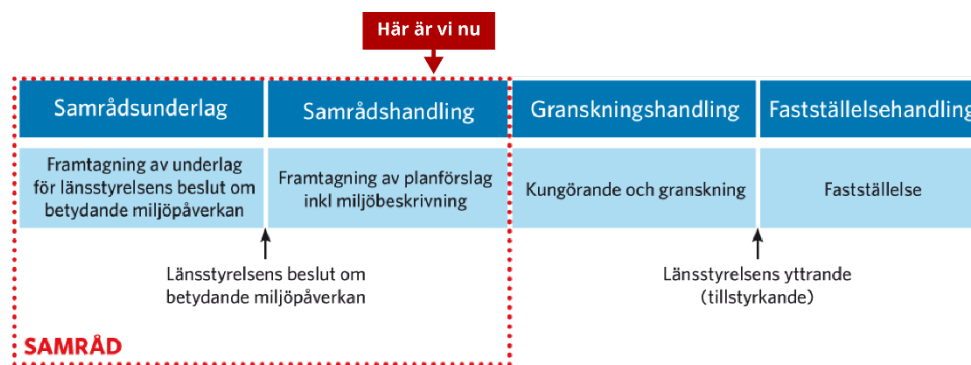 Här är vi nu
Samrådsunderlag
Samrådshandling
Granskningshandling
Fastställelsehandling
Framtagning av underlag
för länsstyrelsens beslut om
betydande miljöpåverkan
Framtagning av planförslag
inkl miljöbeskrivning
Kungörande och granskning
Fastställelse
Länsstyrelsens beslut om
betydande miljöpåverkan
Länsstyrelsens yttrande
(tillstyrkande)
SAMRÅD